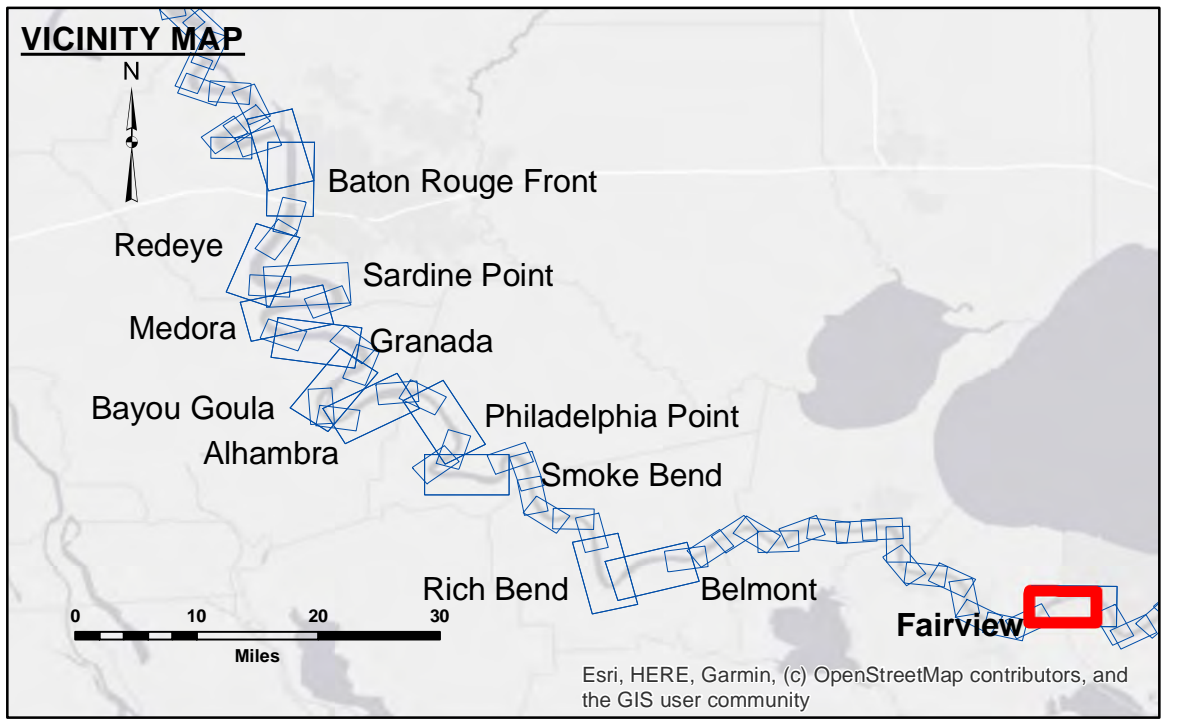 VICINITY MAP
N
Baton Rouge Front
Redeye
Sardine Point
Medora
Granada
Bayou Goula
Philadelphia Point
Alhambra
Smoke Bend
Rich Bend
Belmont
Fairview
0 10 20 30
Miles
Esri, HERE, Garmin, (c) OpenStreetMap contributors, and
the GIS user community